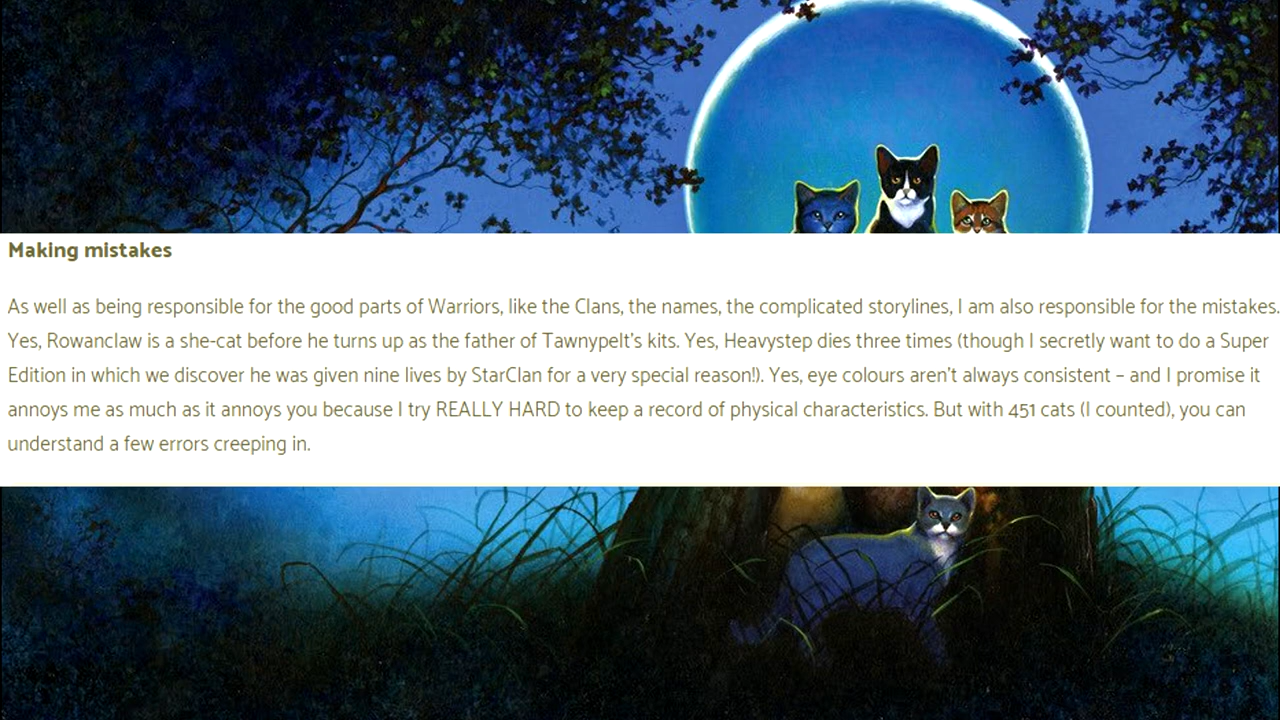 Making mistakes
As well as being responsible for the good parts of Warriors, like the Clans, the names, the complicated storylines, I am also responsible for the mistakes.
Yes, Rowanclaw is a she-cat before he turns up as the father of Tawnypelt's kits. Yes, Heavystep dies three times (though I secretly want to do a Super
Edition in which we discover he was given nine lives by StarClan for a very special reason!). Yes, eye colours aren't always consistent – and I promise it
annoys me as much as it annoys you because I try REALLY HARD to keep a record of physical characteristics. But with 451 cats (I counted), you can
understand a few errors creeping in.